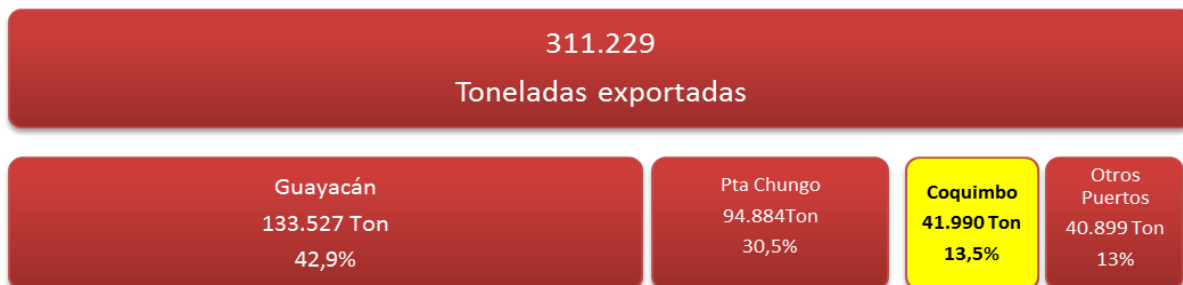 311.229
Toneladas exportadas
Guayacán
133.527 Ton
42,9%
Pta Chungo
94.884Ton
30,5%
Coquimbo
41.990 Ton
13,5%
Otros
Puertos
40.899 Ton
13%